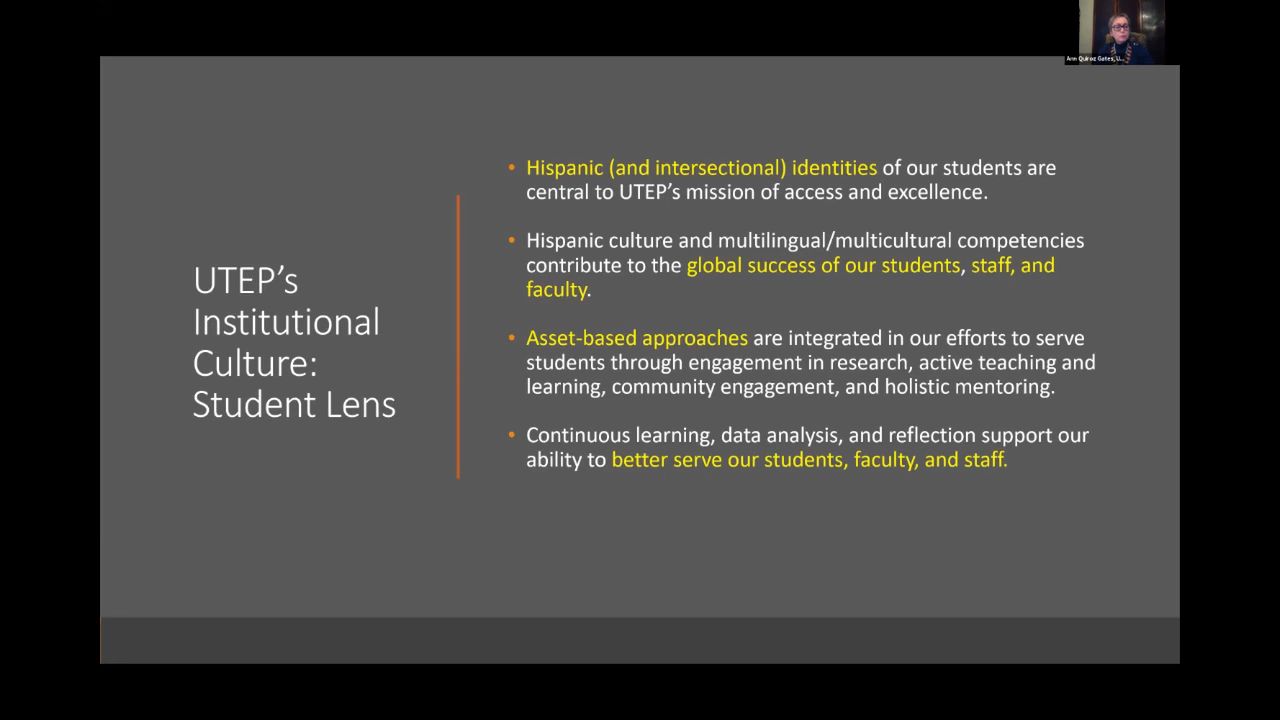 Ann Quiroz Gates, U...
UTEP’s
Institutional
Culture:
Student Lens
• Hispanic (and intersectional) identities of our students are
central to UTEP’s mission of access and excellence.
• Hispanic culture and multilingual/multicultural competencies
contribute to the global success of our students, staff, and
faculty.
• Asset-based approaches are integrated in our efforts to serve
students through engagement in research, active teaching and
learning, community engagement, and holistic mentoring.
• Continuous learning, data analysis, and reflection support our
ability to better serve our students, faculty, and staff.